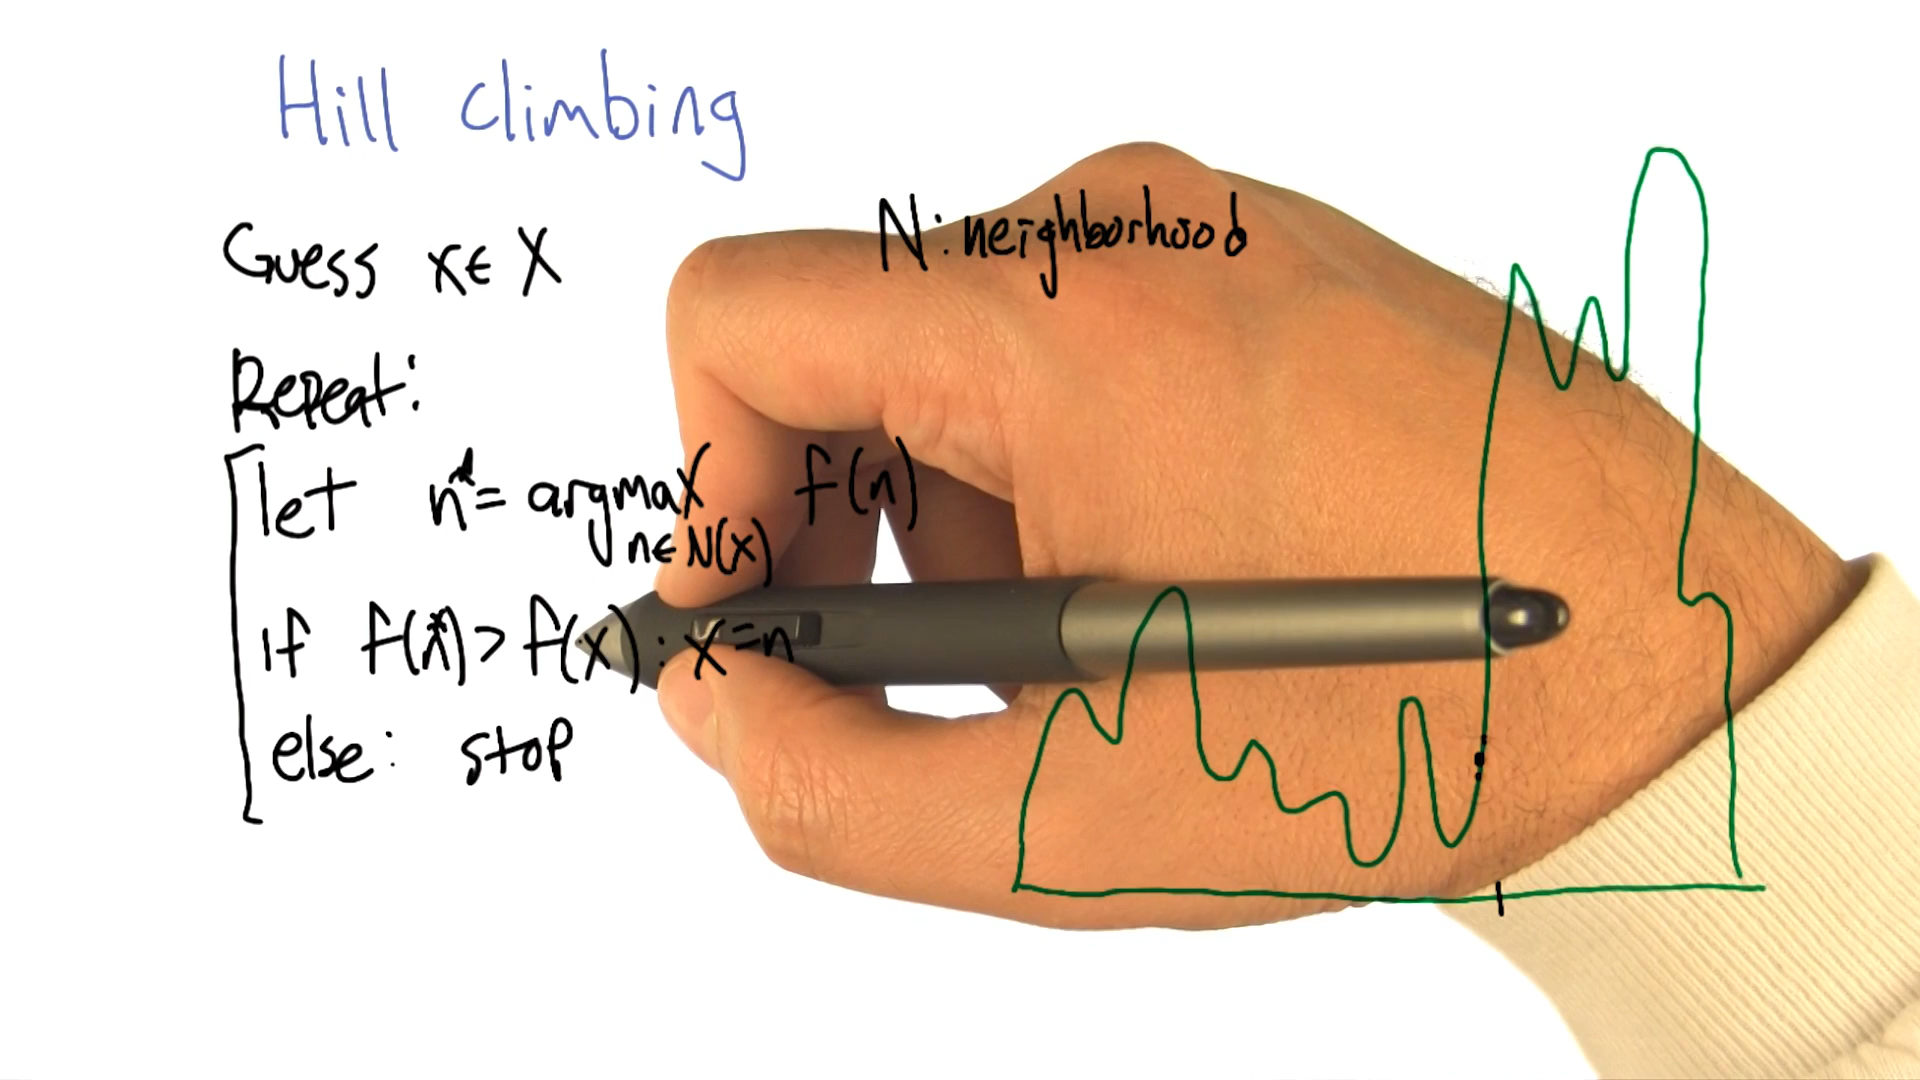 Hill climbing
N: neighborhood
Guess x∈ X
Repeat:
let n*= argmax f(n)
n∈N(x)
if f(n*)> f(x): x=n
else: stop